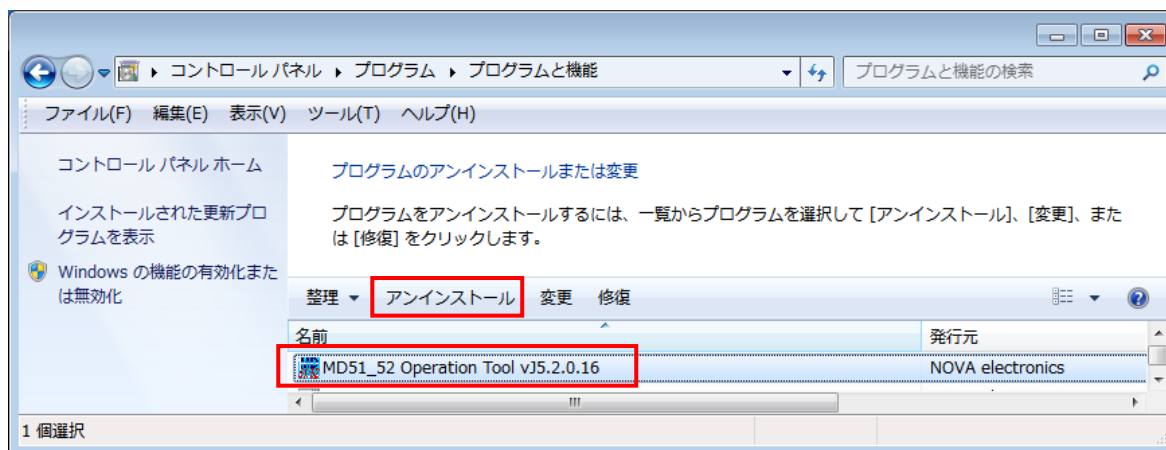 コントロール パネル ▸ プログラム ▸ プログラムと機能
プログラムと機能の検索
ファイル(F) 編集(E) 表示(V) ツール(T) ヘルプ(H)
コントロール パネル ホーム
インストールされた更新プロ
グラムを表示
Windows の機能の有効化また
は無効化
プログラムのアンインストールまたは変更
プログラムをアンインストールするには、一覧からプログラムを選択して [アンインストール]、[変更]、また
は [修復] をクリックします。
整理 アンインストール 変更 修復
名前 発行元
MD51_52 Operation Tool vJ5.2.0.16 NOVA electronics
1 個選択